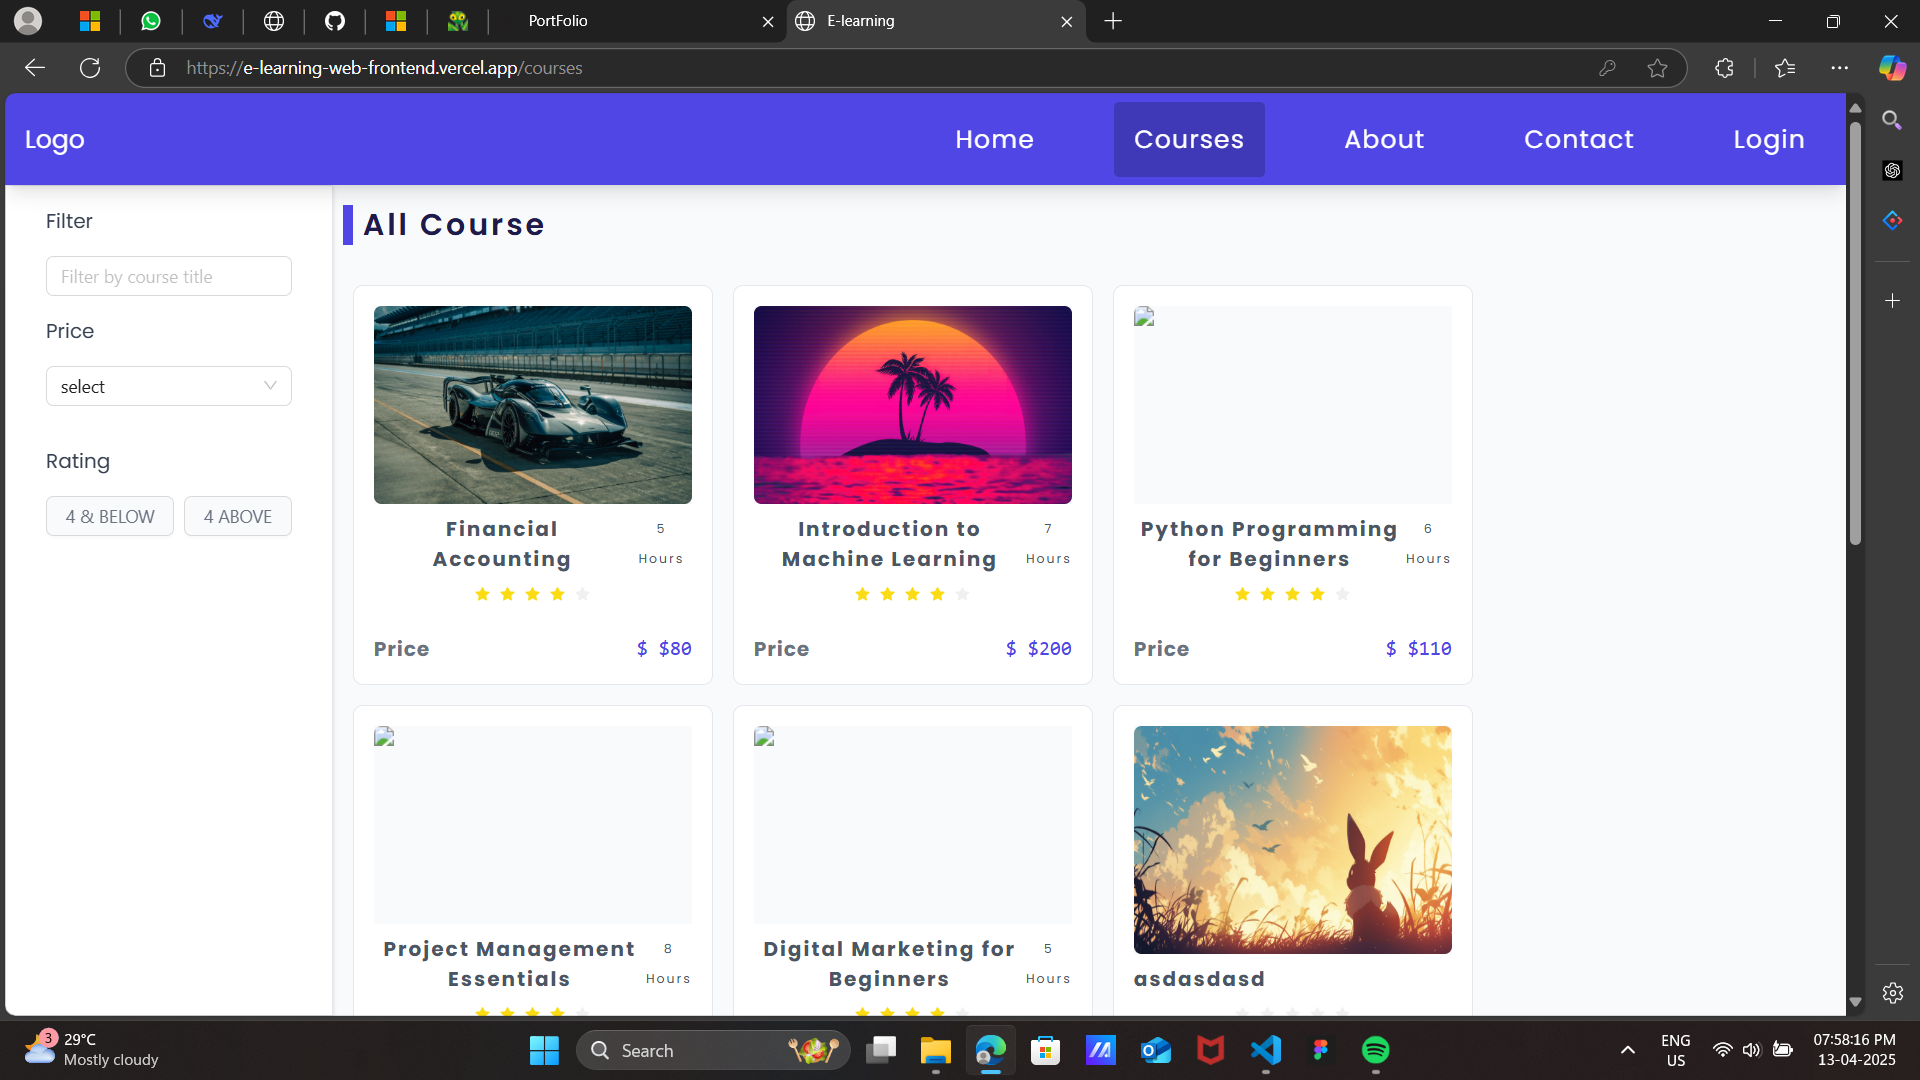 PortFolio
E-learning
https://e-learning-web-frontend.vercel.app/courses
Logo
Home
Courses
About
Contact
Login
Filter
Filter by course title
Price
select
Rating
4 & BELOW
4 ABOVE
All Course
Financial
Accounting
5
Hours
Price
$ $80
Introduction to
Machine Learning
7
Hours
Price
$ $200
Python Programming
for Beginners
6
Hours
Price
$ $110
Project Management
Essentials
8
Hours
Digital Marketing for
Beginners
5
Hours
asdasdasd
3
29°C
Mostly cloudy
Search
ENG
US
07:58:16 PM
13-04-2025